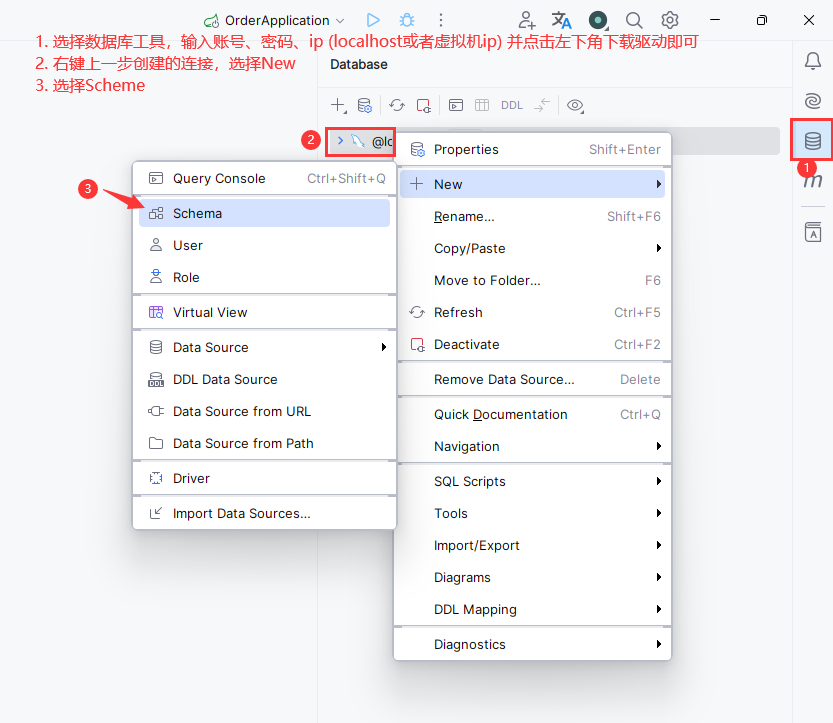 OrderApplication
1. 选择数据库工具，输入账号、密码、ip (localhost或者虚拟机ip) 并点击左下角下载驱动即可
2. 右键上一步创建的连接，选择New
3. 选择Scheme
Database
DDL
2
@lo
1
m
3
Query Console Ctrl+Shift+Q
Schema
User
Role
Virtual View
Data Source
DDL Data Source
Data Source from URL
Data Source from Path
Driver
Import Data Sources...
Properties Shift+Enter
New
Rename... Shift+F6
Copy/Paste
Move to Folder... F6
Refresh Ctrl+F5
Deactivate Ctrl+F2
Remove Data Source... Delete
Quick Documentation Ctrl+Q
Navigation
SQL Scripts
Tools
Import/Export
Diagrams
DDL Mapping
Diagnostics